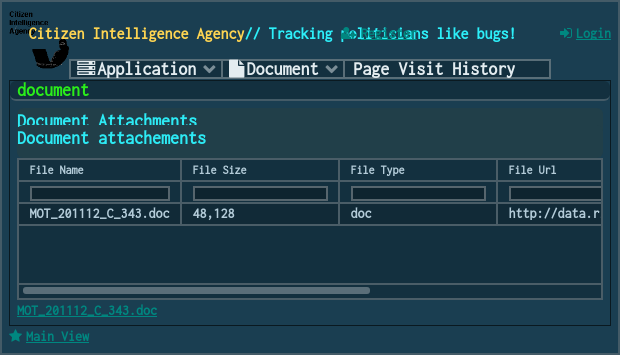 Citizen
Intelligence
Agency
Citizen Intelligence Agency// Tracking politicians like bugs!
Login
Application
Document
Page Visit History
document
Document Attachments
Document attachements
File Name
File Size
File Type
File Url
MOT_201112_C_343.doc
48,128
doc
http://data.r
MOT_201112_C_343.doc
Main View